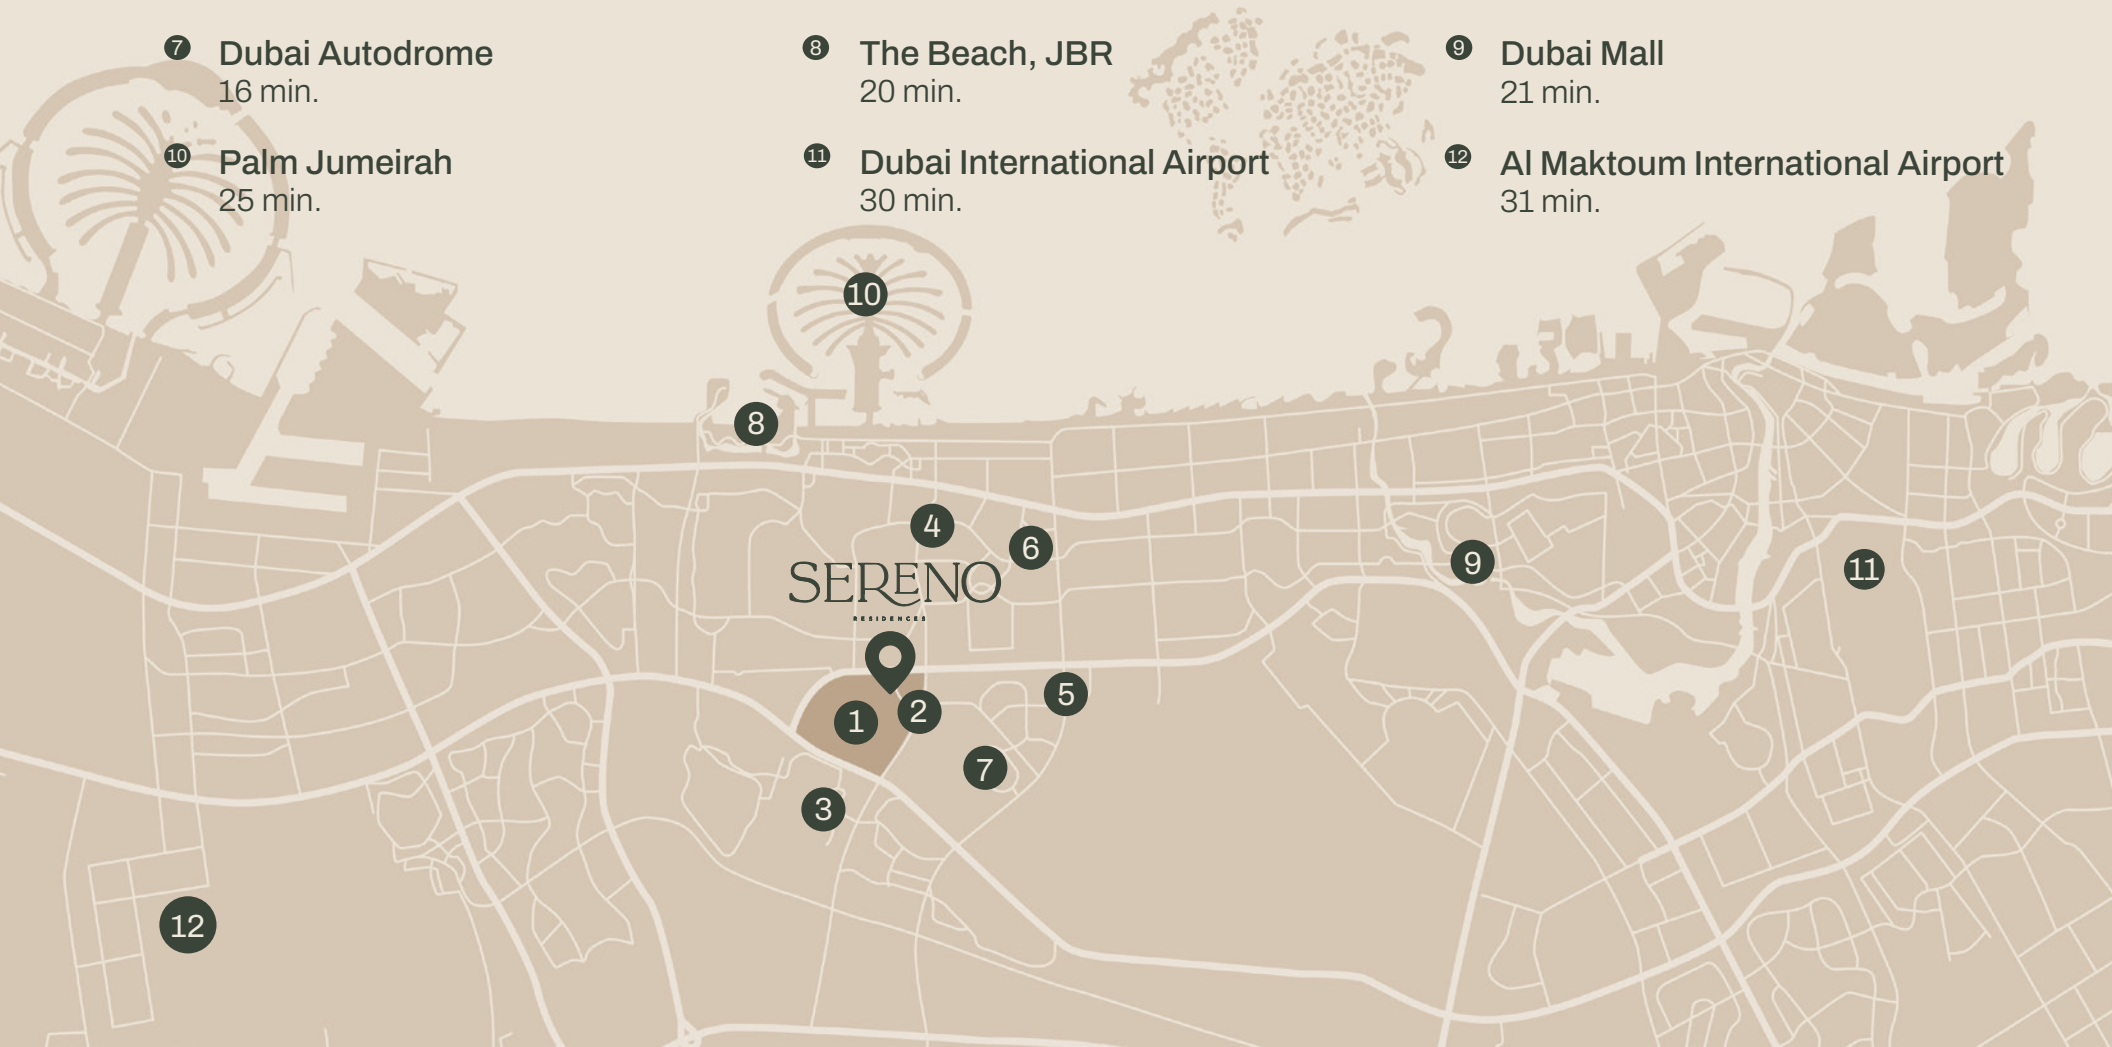 7 Dubai Autodrome
16 min.
8 The Beach, JBR
20 min.
9 Dubai Mall
21 min.
10 Palm Jumeirah
25 min.
11 Dubai International Airport
30 min.
12 Al Maktoum International Airport
31 min.
10
8
4
6
9
11
SERENO
RESIDENCES
5
1
2
7
3
12